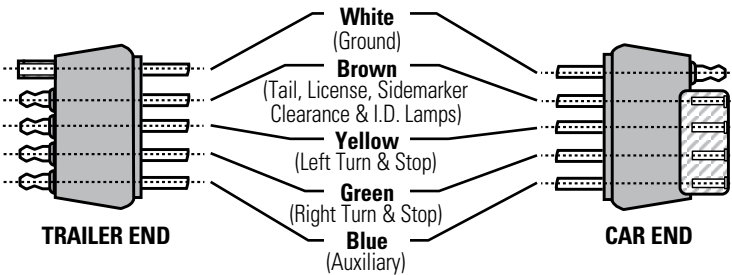 White
(Ground)
Brown
(Tail, License, Sidemarker
Clearance & I.D. Lamps)
Yellow
(Left Turn & Stop)
Green
(Right Turn & Stop)
Blue
(Auxiliary)
TRAILER END
CAR END